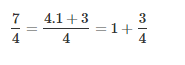 7/4 = (4.1 + 3)/4 = 1 + 3/4